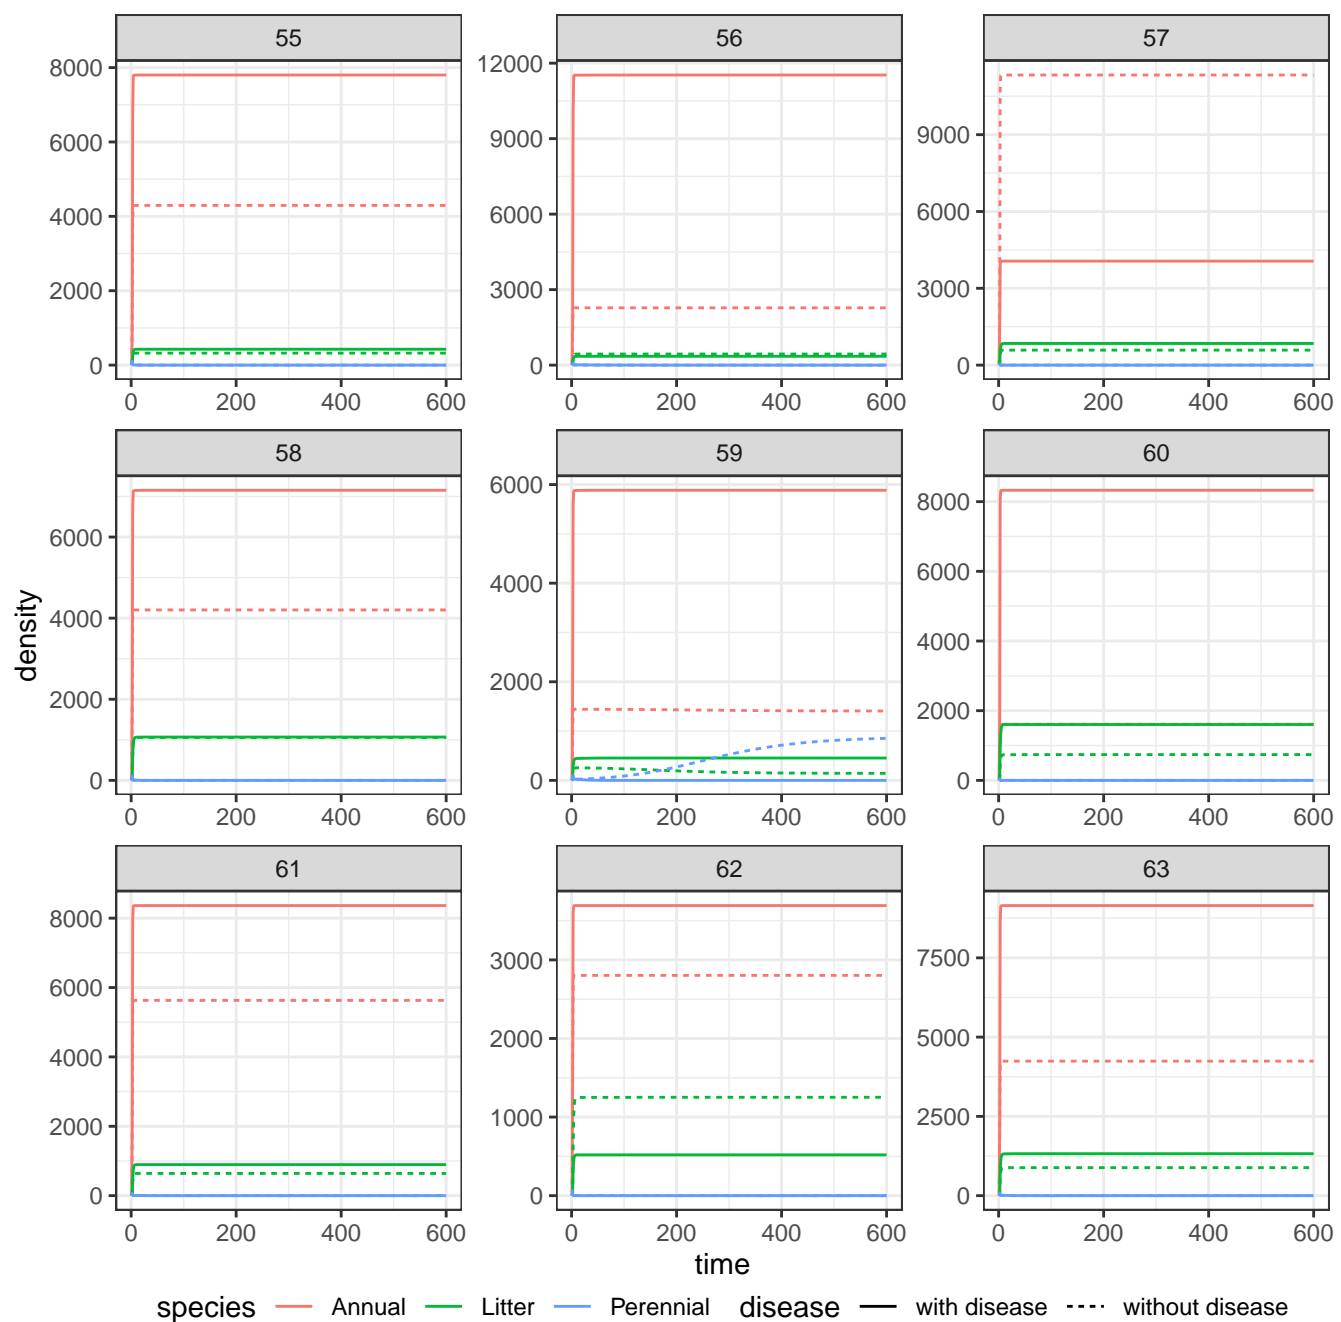 55 56 57
8000 12000
6000 9000 9000
4000 6000 6000
2000 3000 3000
0 0 0
0 200 400 600 0 200 400 600 0 200 400 600
58 59 60
6000 6000 8000
4000 4000 6000
4000
2000 2000 2000
0 0 0
0 200 400 600 0 200 400 600 0 200 400 600
61 62 63
8000 3000 7500
6000 2000 5000
4000
2000 1000 2500
0 0 0
0 200 400 600 0 200 400 600 0 200 400 600
density
time
species Annual Litter Perennial disease with disease without disease